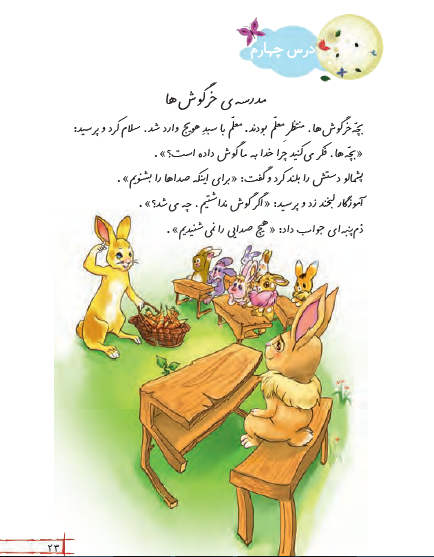 درس چهارم
مدرسه‌ی خرگوش‌ها
بچّه خرگوش‌ها، منتظرِ معلّم بودند. معلّم با سبدِ هویج وارد شد. سلام کرد و پرسید:
«بچّه‌ها، فکر می‌کنید چرا خدا به ما گوش داده است؟».
پشمالو دستش را بلند کرد و گفت: «برای اینکه صداها را بشنویم».
آموزگار لبخند زد و پرسید: «اگر گوش نداشتیم، چه می‌شد؟».
دُم‌پنبه‌ای جواب داد: «هیچ صدایی را نمی‌شنیدیم».
۲۳